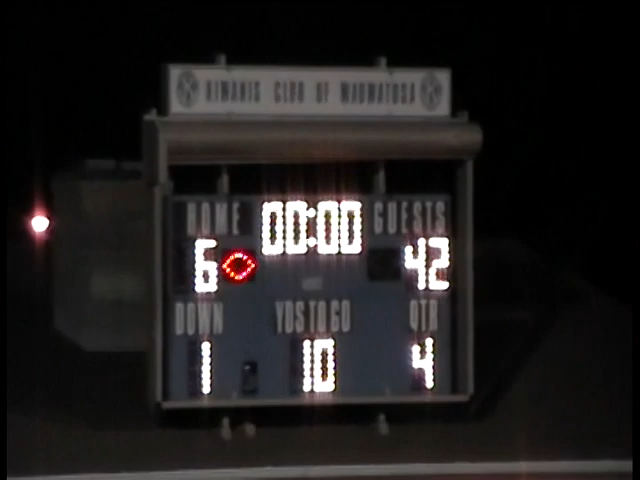 KIWANIS CLUB OF WAUWATOSA
HOME 00:00 GUESTS
6 42
DOWN YDS TO GO QTR
1 10 4